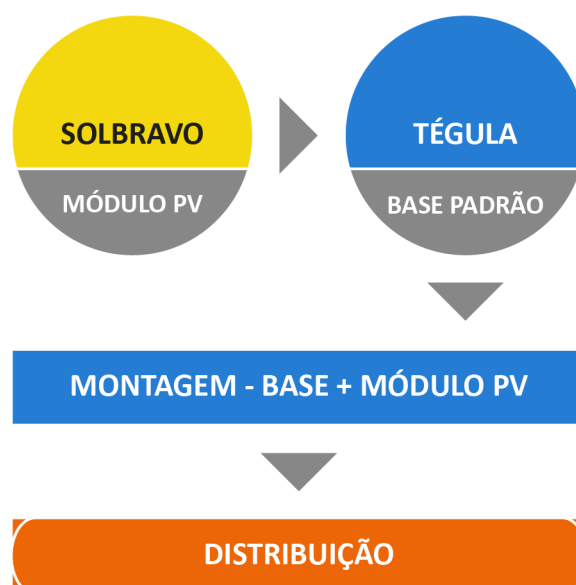 SOLBRAVO
MÓDULO PV
TÉGULA
BASE PADRÃO
MONTAGEM - BASE + MÓDULO PV
DISTRIBUIÇÃO